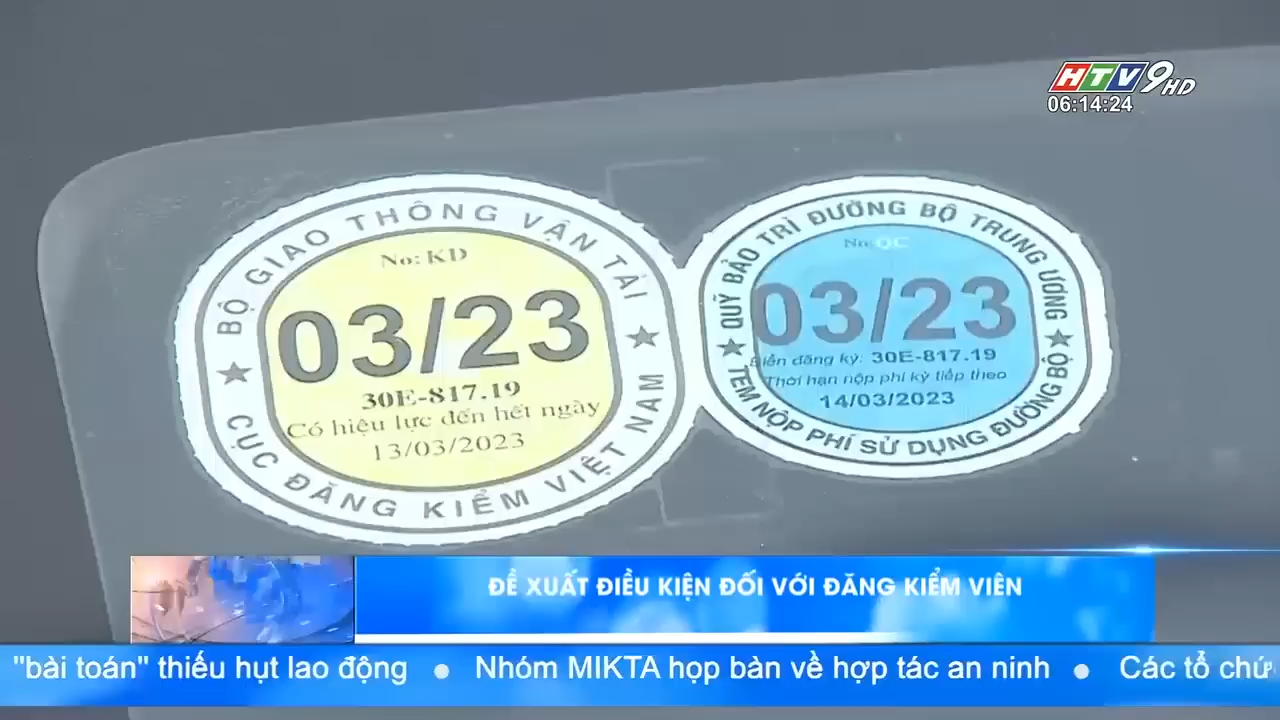 HTV9 HD
06:14:24
BỘ GIAO THÔNG VẬN TẢI
No: KD
03/23
30E-817.19
Có hiệu lực đến hết ngày
13/03/2023
★ CỤC ĐĂNG KIỂM VIỆT NAM ★
QUỸ BẢO TRÌ ĐƯỜNG BỘ TRUNG ƯƠNG
No: QC
03/23
Biển đăng ký: 30E-817.19
Thời hạn nộp phí kỳ tiếp theo
14/03/2023
★ TEM NỘP PHÍ SỬ DỤNG ĐƯỜNG BỘ ★
ĐỀ XUẤT ĐIỀU KIỆN ĐỐI VỚI ĐĂNG KIỂM VIÊN
"bài toán" thiếu hụt lao động • Nhóm MIKTA họp bàn về hợp tác an ninh • Các tổ chứ